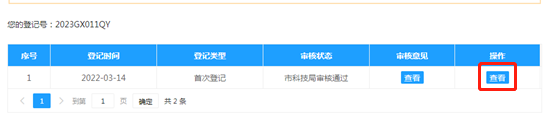 您的登记号：2023GX011QY
序号 登记时间 登记类型 审核状态 审核意见 操作
1 2022-03-14 首次登记 市科技局审核通过 查看 查看
1 到第 1 页 确定 共 2 条